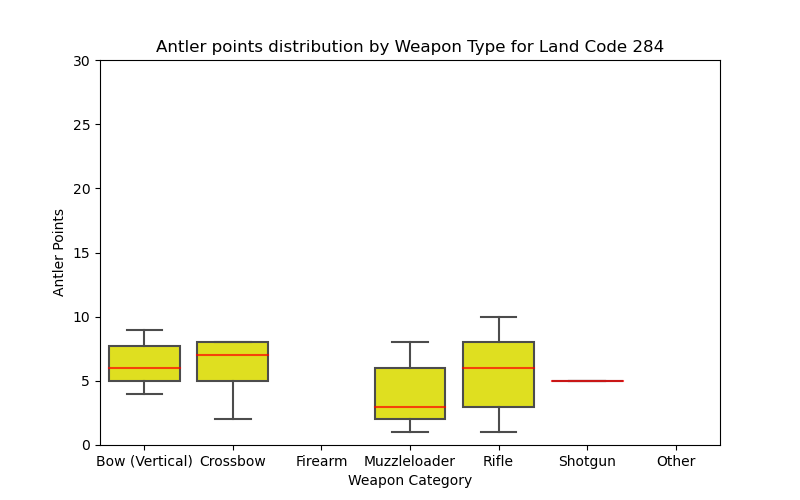 Antler points distribution by Weapon Type for Land Code 284
Antler Points
30
25
20
15
10
5
0
Bow (Vertical) Crossbow Firearm Muzzleloader Rifle Shotgun Other
Weapon Category